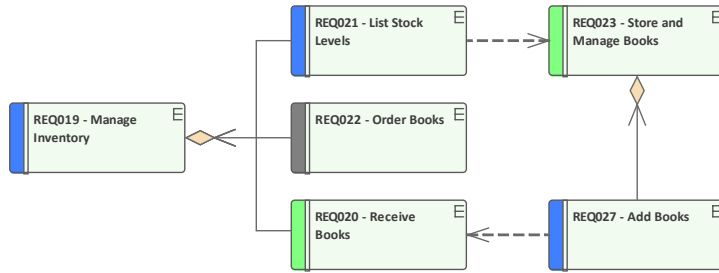 REQ021 - List Stock
Levels
E
REQ023 - Store and
Manage Books
E
REQ019 - Manage
Inventory
E
REQ022 - Order Books
E
REQ020 - Receive
Books
E
REQ027 - Add Books
E